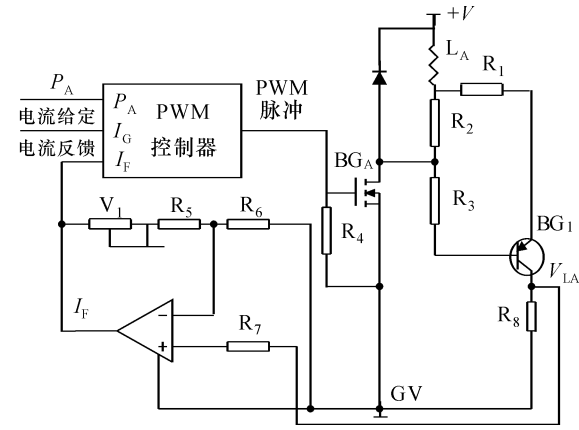 +V
L_A
R_1
P_A
P_A
PWM
控制器
PWM
脉冲
电流给定
I_G
电流反馈
I_F
R_2
BG_A
R_3
V_1
R_5
R_6
R_4
BG_1
V_LA
I_F
−
+
R_7
R_8
GV